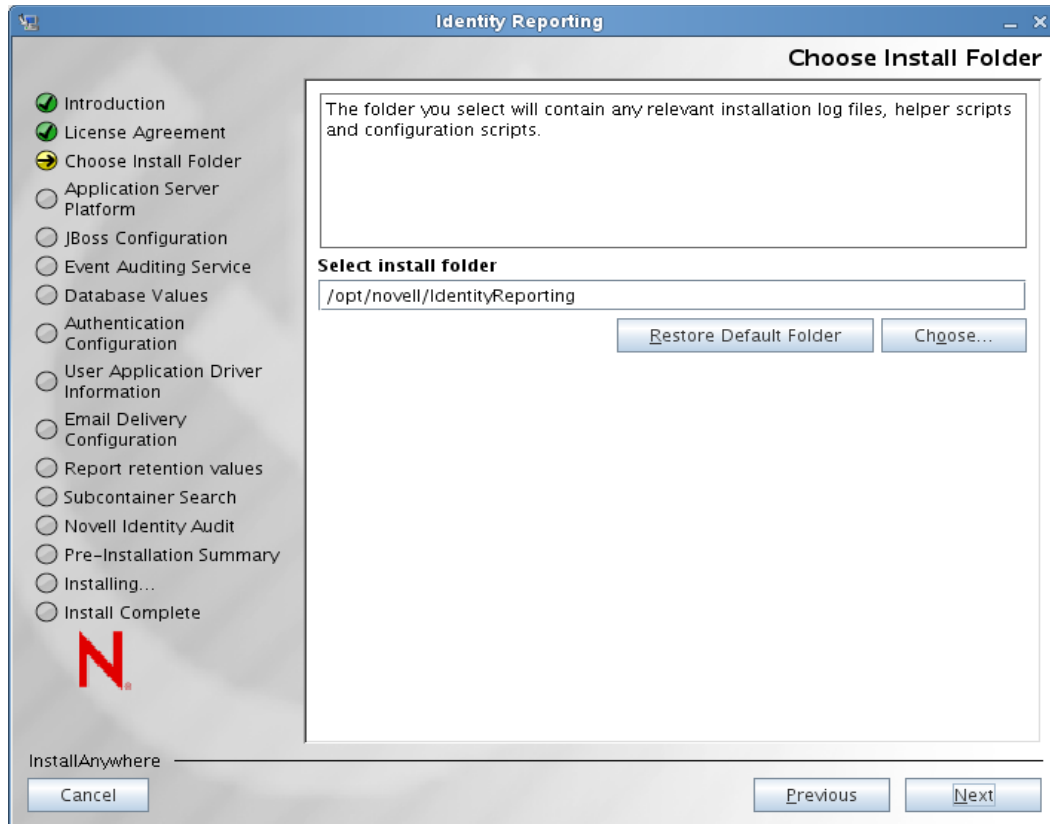 Identity Reporting
Choose Install Folder
Introduction
License Agreement
Choose Install Folder
Application Server
Platform
JBoss Configuration
Event Auditing Service
Database Values
Authentication
Configuration
User Application Driver
Information
Email Delivery
Configuration
Report retention values
Subcontainer Search
Novell Identity Audit
Pre-Installation Summary
Installing...
Install Complete
N®
The folder you select will contain any relevant installation log files, helper scripts
and configuration scripts.
Select install folder
/opt/novell/IdentityReporting
Restore Default Folder
Choose...
InstallAnywhere
Cancel
Previous
Next